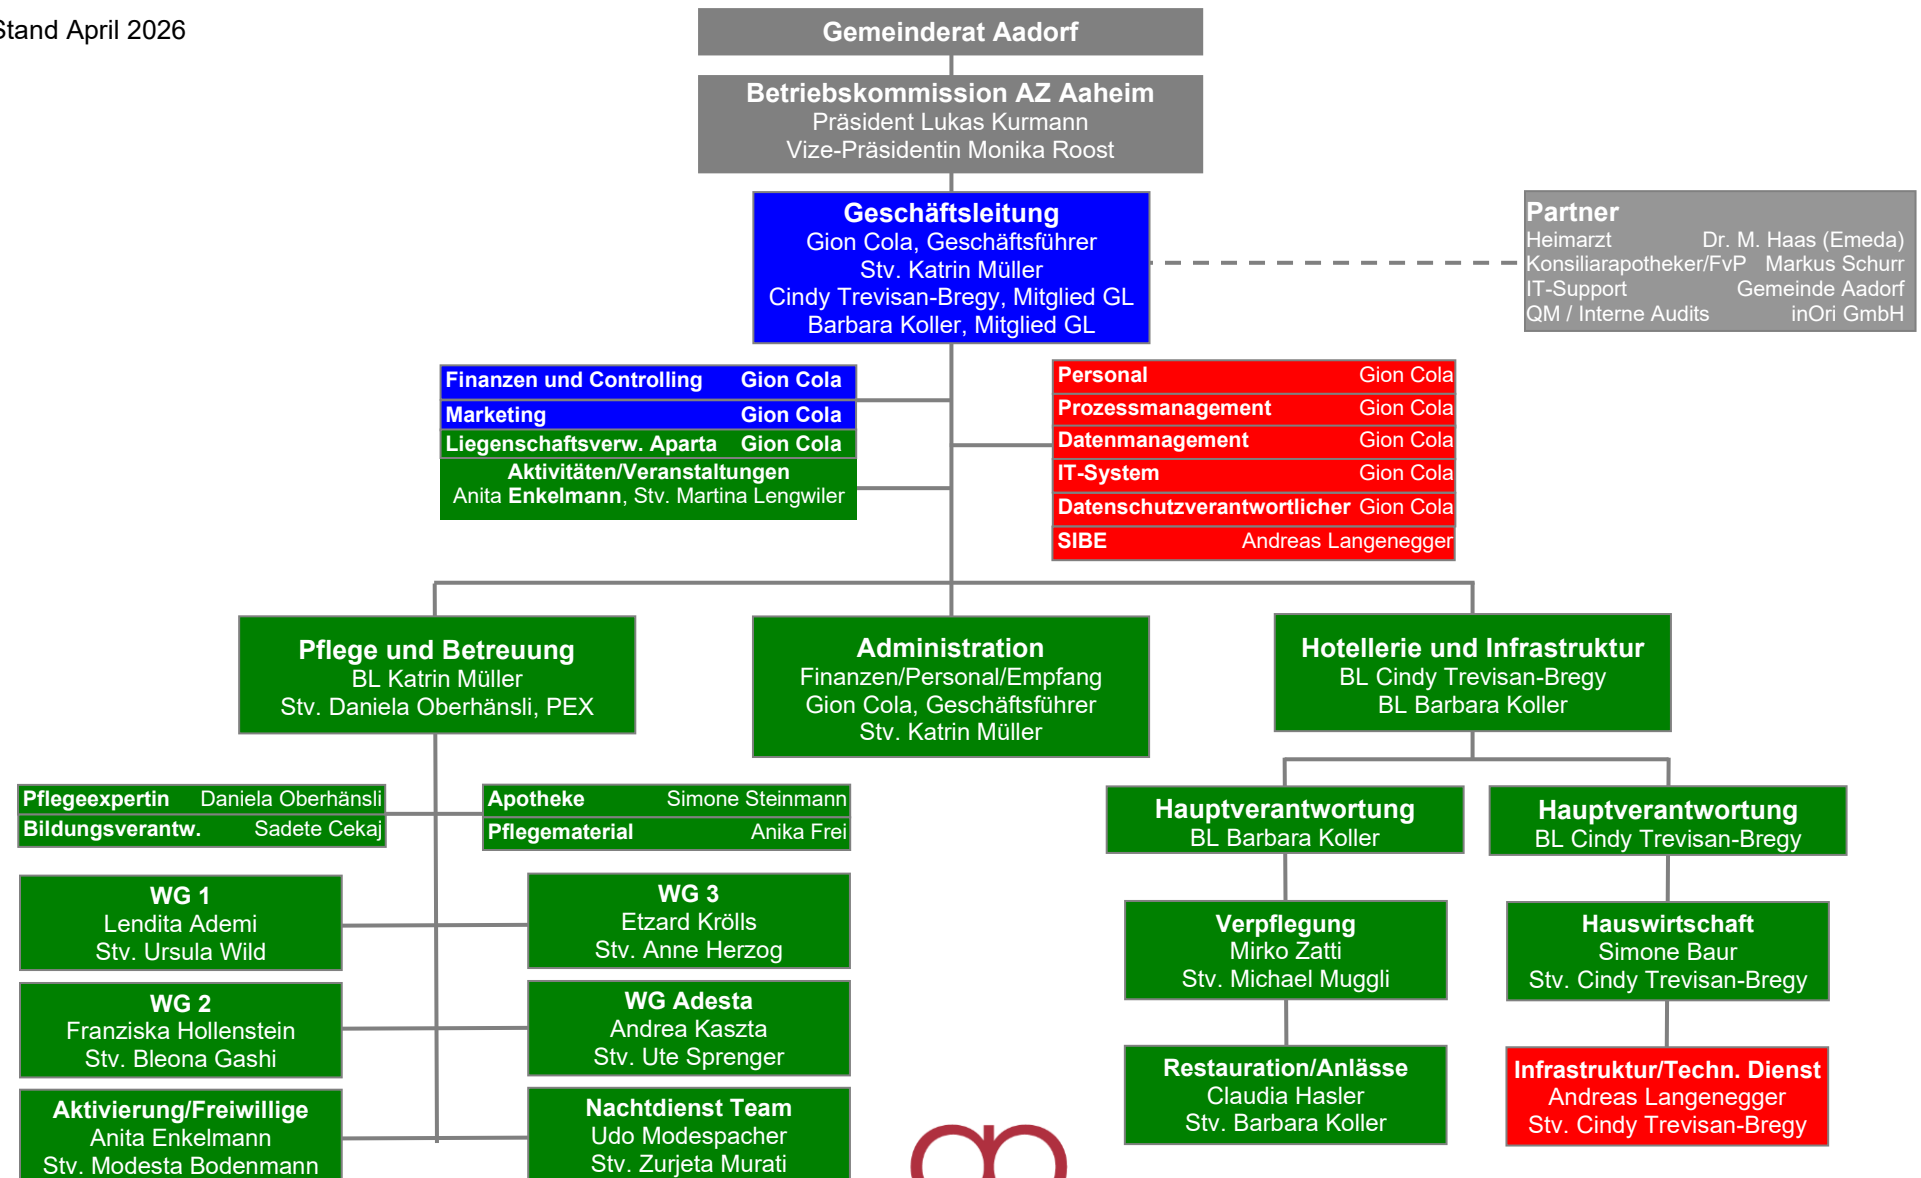 Stand April 2026
Gemeinderat Aadorf
Betriebskommission AZ Aaheim
Präsident Lukas Kurmann
Vize-Präsidentin Monika Roost
Geschäftsleitung
Gion Cola, Geschäftsführer
Stv. Katrin Müller
Cindy Trevisan-Bregy, Mitglied GL
Barbara Koller, Mitglied GL
Partner
Heimarzt Dr. M. Haas (Emeda)
Konsiliarapotheker/FvP Markus Schurr
IT-Support Gemeinde Aadorf
QM / Interne Audits inOri GmbH
Finanzen und Controlling Gion Cola
Marketing Gion Cola
Liegenschaftsverw. Aparta Gion Cola
Aktivitäten/Veranstaltungen
Anita Enkelmann, Stv. Martina Lengwiler
Personal Gion Cola
Prozessmanagement Gion Cola
Datenmanagement Gion Cola
IT-System Gion Cola
Datenschutzverantwortlicher Gion Cola
SIBE Andreas Langenegger
Pflege und Betreuung
BL Katrin Müller
Stv. Daniela Oberhänsli, PEX
Administration
Finanzen/Personal/Empfang
Gion Cola, Geschäftsführer
Stv. Katrin Müller
Hotellerie und Infrastruktur
BL Cindy Trevisan-Bregy
BL Barbara Koller
Pflegeexpertin Daniela Oberhänsli
Bildungsverantw. Sadete Cekaj
Apotheke Simone Steinmann
Pflegematerial Anika Frei
Hauptverantwortung
BL Barbara Koller
Hauptverantwortung
BL Cindy Trevisan-Bregy
WG 1
Lendita Ademi
Stv. Ursula Wild
WG 3
Etzard Krölls
Stv. Anne Herzog
Verpflegung
Mirko Zatti
Stv. Michael Muggli
Hauswirtschaft
Simone Baur
Stv. Cindy Trevisan-Bregy
WG 2
Franziska Hollenstein
Stv. Bleona Gashi
WG Adesta
Andrea Kaszta
Stv. Ute Sprenger
Restauration/Anlässe
Claudia Hasler
Stv. Barbara Koller
Infrastruktur/Techn. Dienst
Andreas Langenegger
Stv. Cindy Trevisan-Bregy
Aktivierung/Freiwillige
Anita Enkelmann
Stv. Modesta Bodenmann
Nachtdienst Team
Udo Modespacher
Stv. Zurjeta Murati